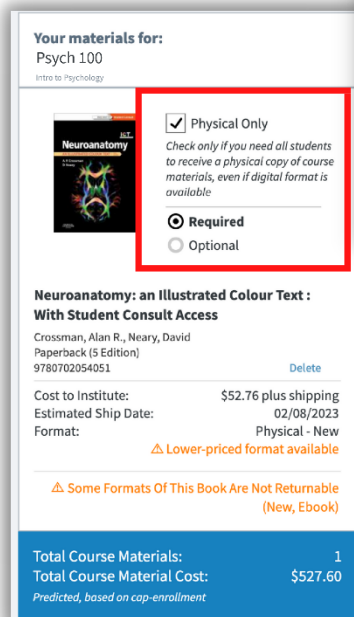 Your materials for:
Psych 100
Intro to Psychology
Neuroanatomy
Physical Only
Check only if you need all students
to receive a physical copy of course
materials, even if digital format is
available
Required
Optional
Neuroanatomy: an Illustrated Colour Text :
With Student Consult Access
Crossman, Alan R., Neary, David
Paperback (5 Edition)
9780702054051 Delete
Cost to Institute: $52.76 plus shipping
Estimated Ship Date: 02/08/2023
Format: Physical - New
⚠ Lower-priced format available
⚠ Some Formats Of This Book Are Not Returnable
(New, Ebook)
Total Course Materials: 1
Total Course Material Cost: $527.60
Predicted, based on cap-enrollment